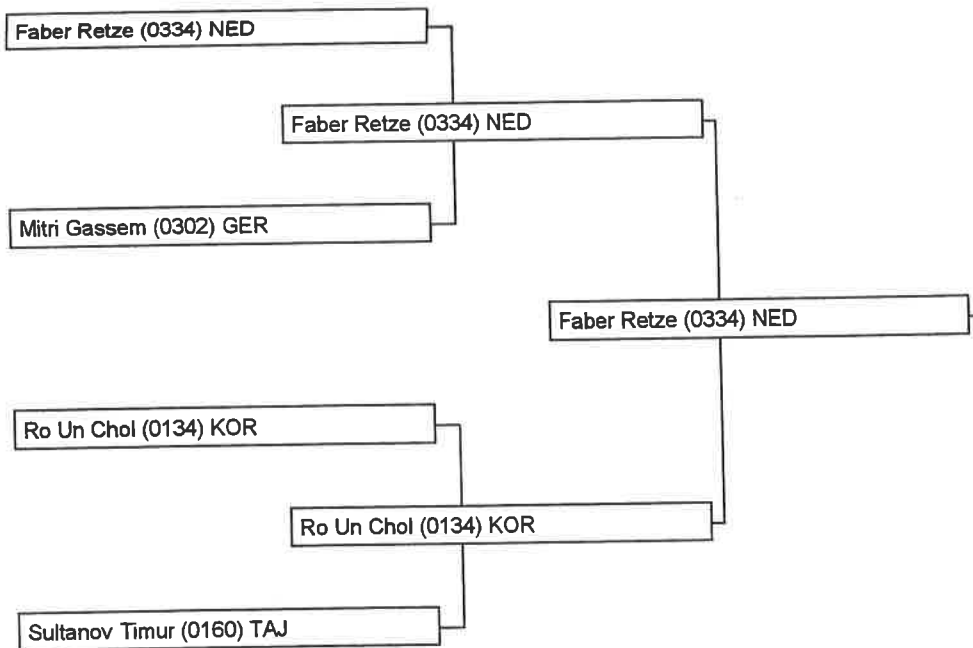 Faber Retze (0334) NED
Faber Retze (0334) NED
Mitri Gassem (0302) GER
Faber Retze (0334) NED
Ro Un Chol (0134) KOR
Ro Un Chol (0134) KOR
Sultanov Timur (0160) TAJ